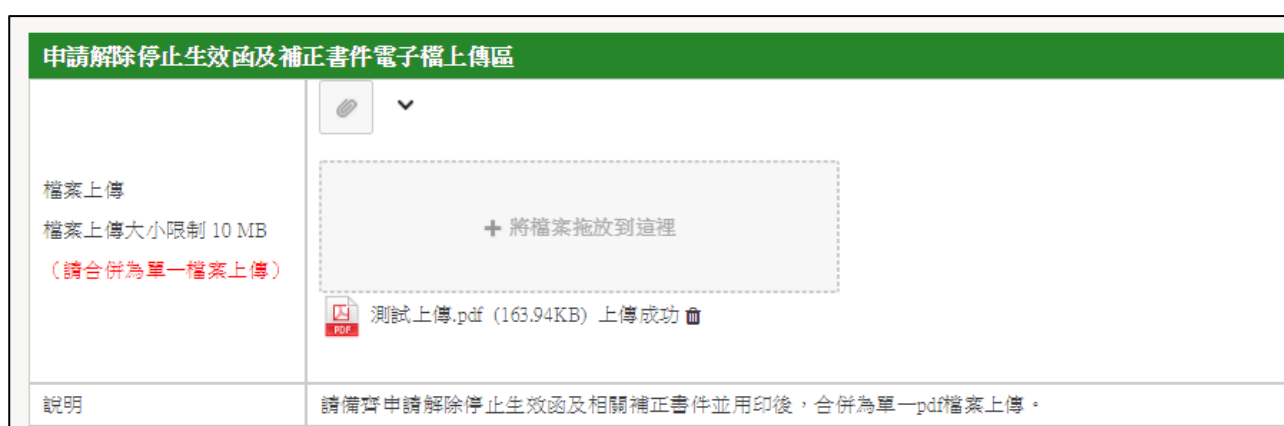 申請解除停止生效函及補正書件電子檔上傳區
檔案上傳
檔案上傳大小限制 10 MB
（請合併為單一檔案上傳）
將檔案拖放到這裡
PDF
測試上傳.pdf (163.94KB) 上傳成功
說明
請備齊申請解除停止生效函及相關補正書件並用印後，合併為單一pdf檔案上傳。